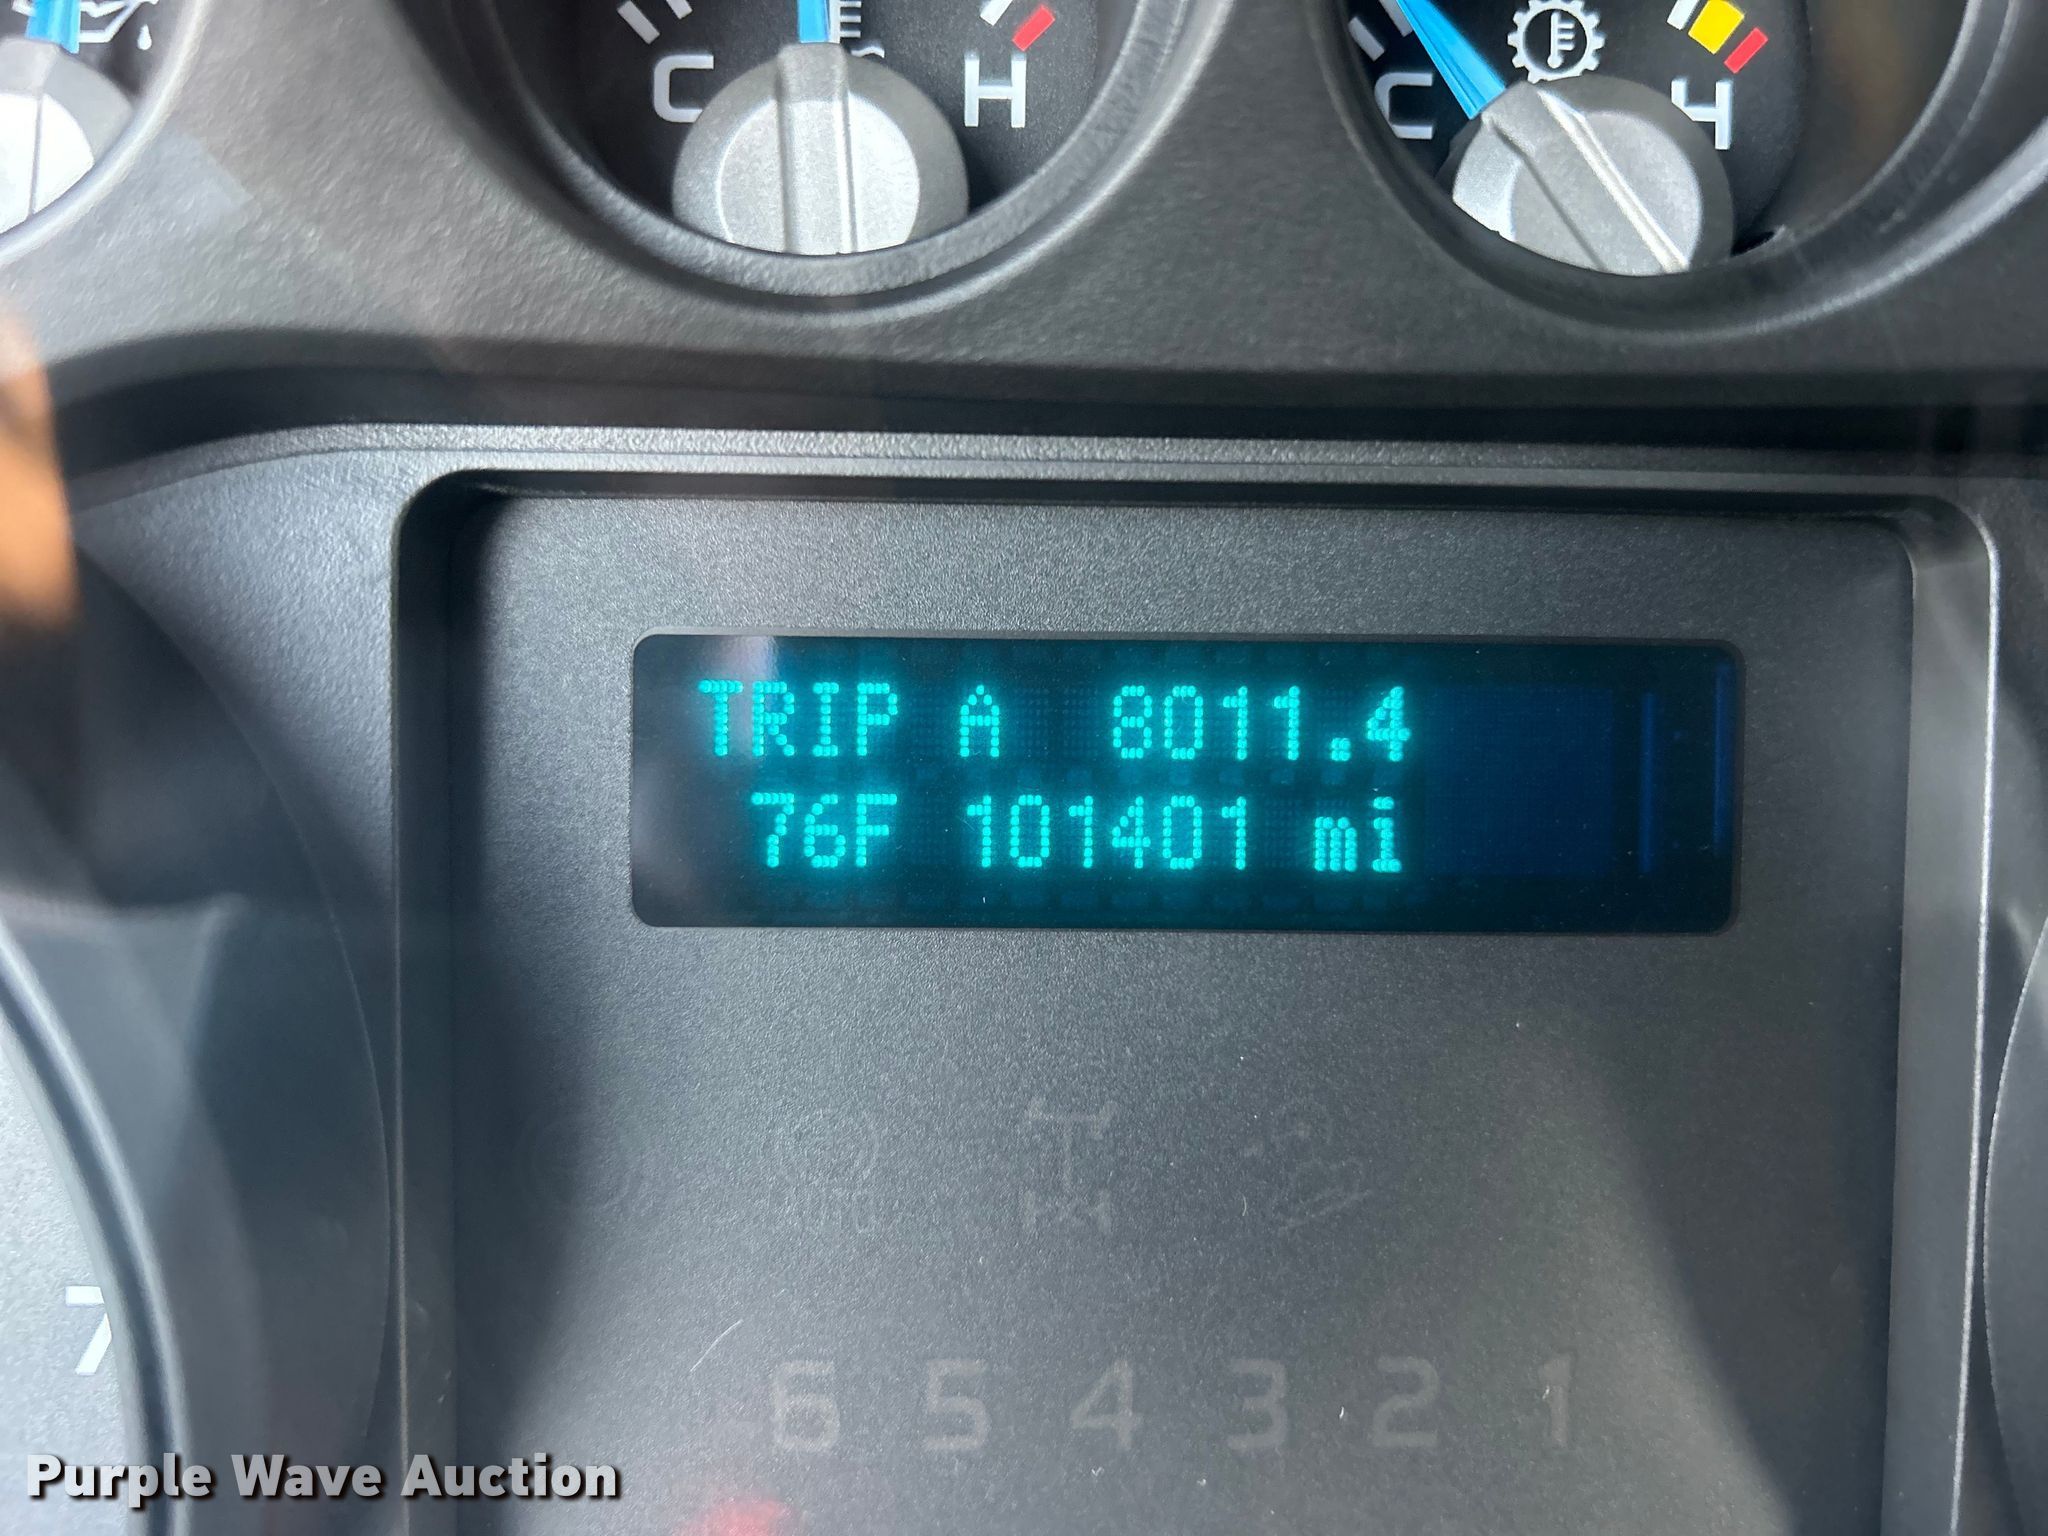 C H
C H
TRIP A 8011.4
76F 101401 mi
7
6 5 4 3 2 1
Purple Wave Auction